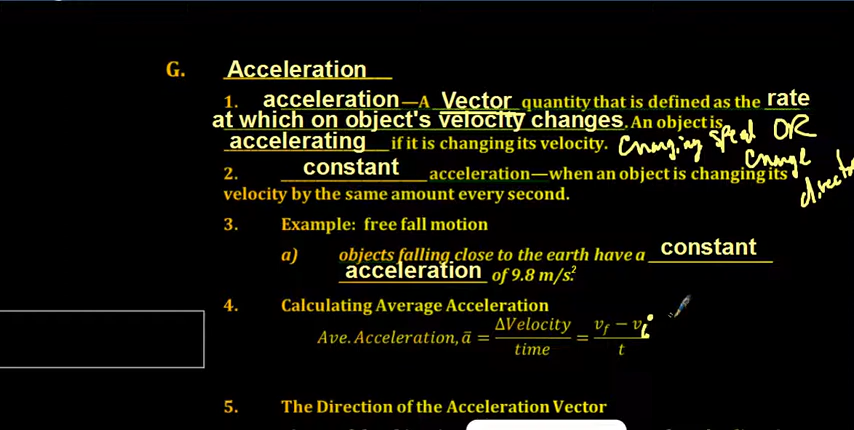 G. Acceleration
1. acceleration—A Vector quantity that is defined as the rate
at which on object's velocity changes. An object is
accelerating if it is changing its velocity. Changing speed OR
change
direction
2. constant acceleration—when an object is changing its
velocity by the same amount every second.
3. Example: free fall motion
a) objects falling close to the earth have a constant
acceleration of 9.8 m/s².
4. Calculating Average Acceleration
Ave. Acceleration, a̅ = ΔVelocity / time = v_f − v_i / t
5. The Direction of the Acceleration Vector